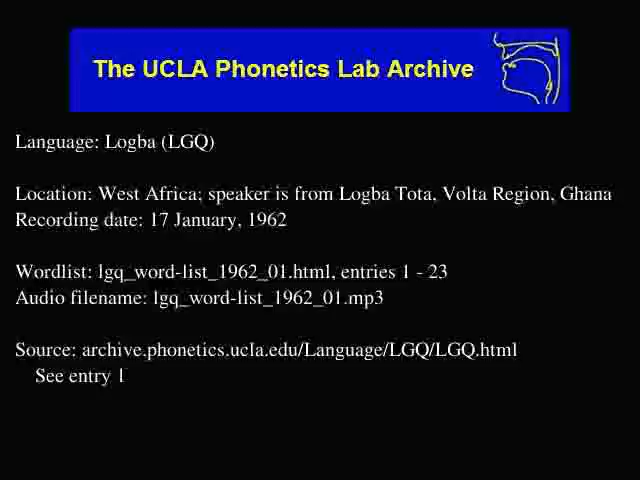 The UCLA Phonetics Lab Archive
Language: Logba (LGQ)
Location: West Africa; speaker is from Logba Tota, Volta Region, Ghana
Recording date: 17 January, 1962
Wordlist: lgq_word-list_1962_01.html, entries 1 - 23
Audio filename: lgq_word-list_1962_01.mp3
Source: archive.phonetics.ucla.edu/Language/LGQ/LGQ.html
See entry 1